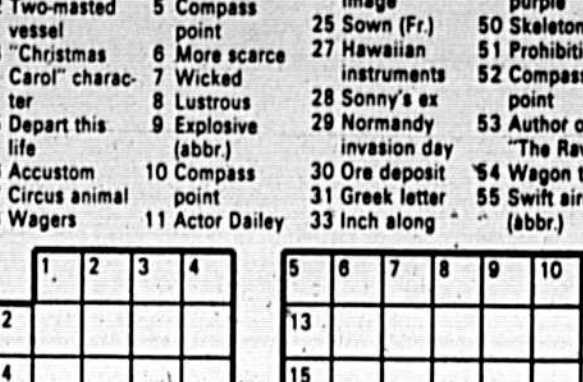 Two-masted
vessel
"Christmas
Carol" charac-
ter
Depart this
life
Accustom
Circus animal
Wagers
5 Compass
point
6 More scarce
7 Wicked
8 Lustrous
9 Explosive
(abbr.)
10 Compass
point
11 Actor Dailey
image
25 Sown (Fr.)
27 Hawaiian
instruments
28 Sonny's ex
29 Normandy
invasion day
30 Ore deposit
31 Greek letter
33 Inch along
purple
50 Skeleton
51 Prohibiti
52 Compass
point
53 Author o
"The Rav
54 Wagon t
55 Swift air
(abbr.)
1 2 3 4 5 6 7 8 9 10
2 13
4 15